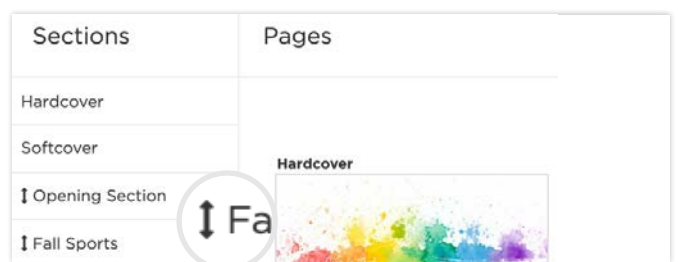 Sections
Pages
Hardcover
Softcover
Opening Section
Fall Sports
Fa
Hardcover